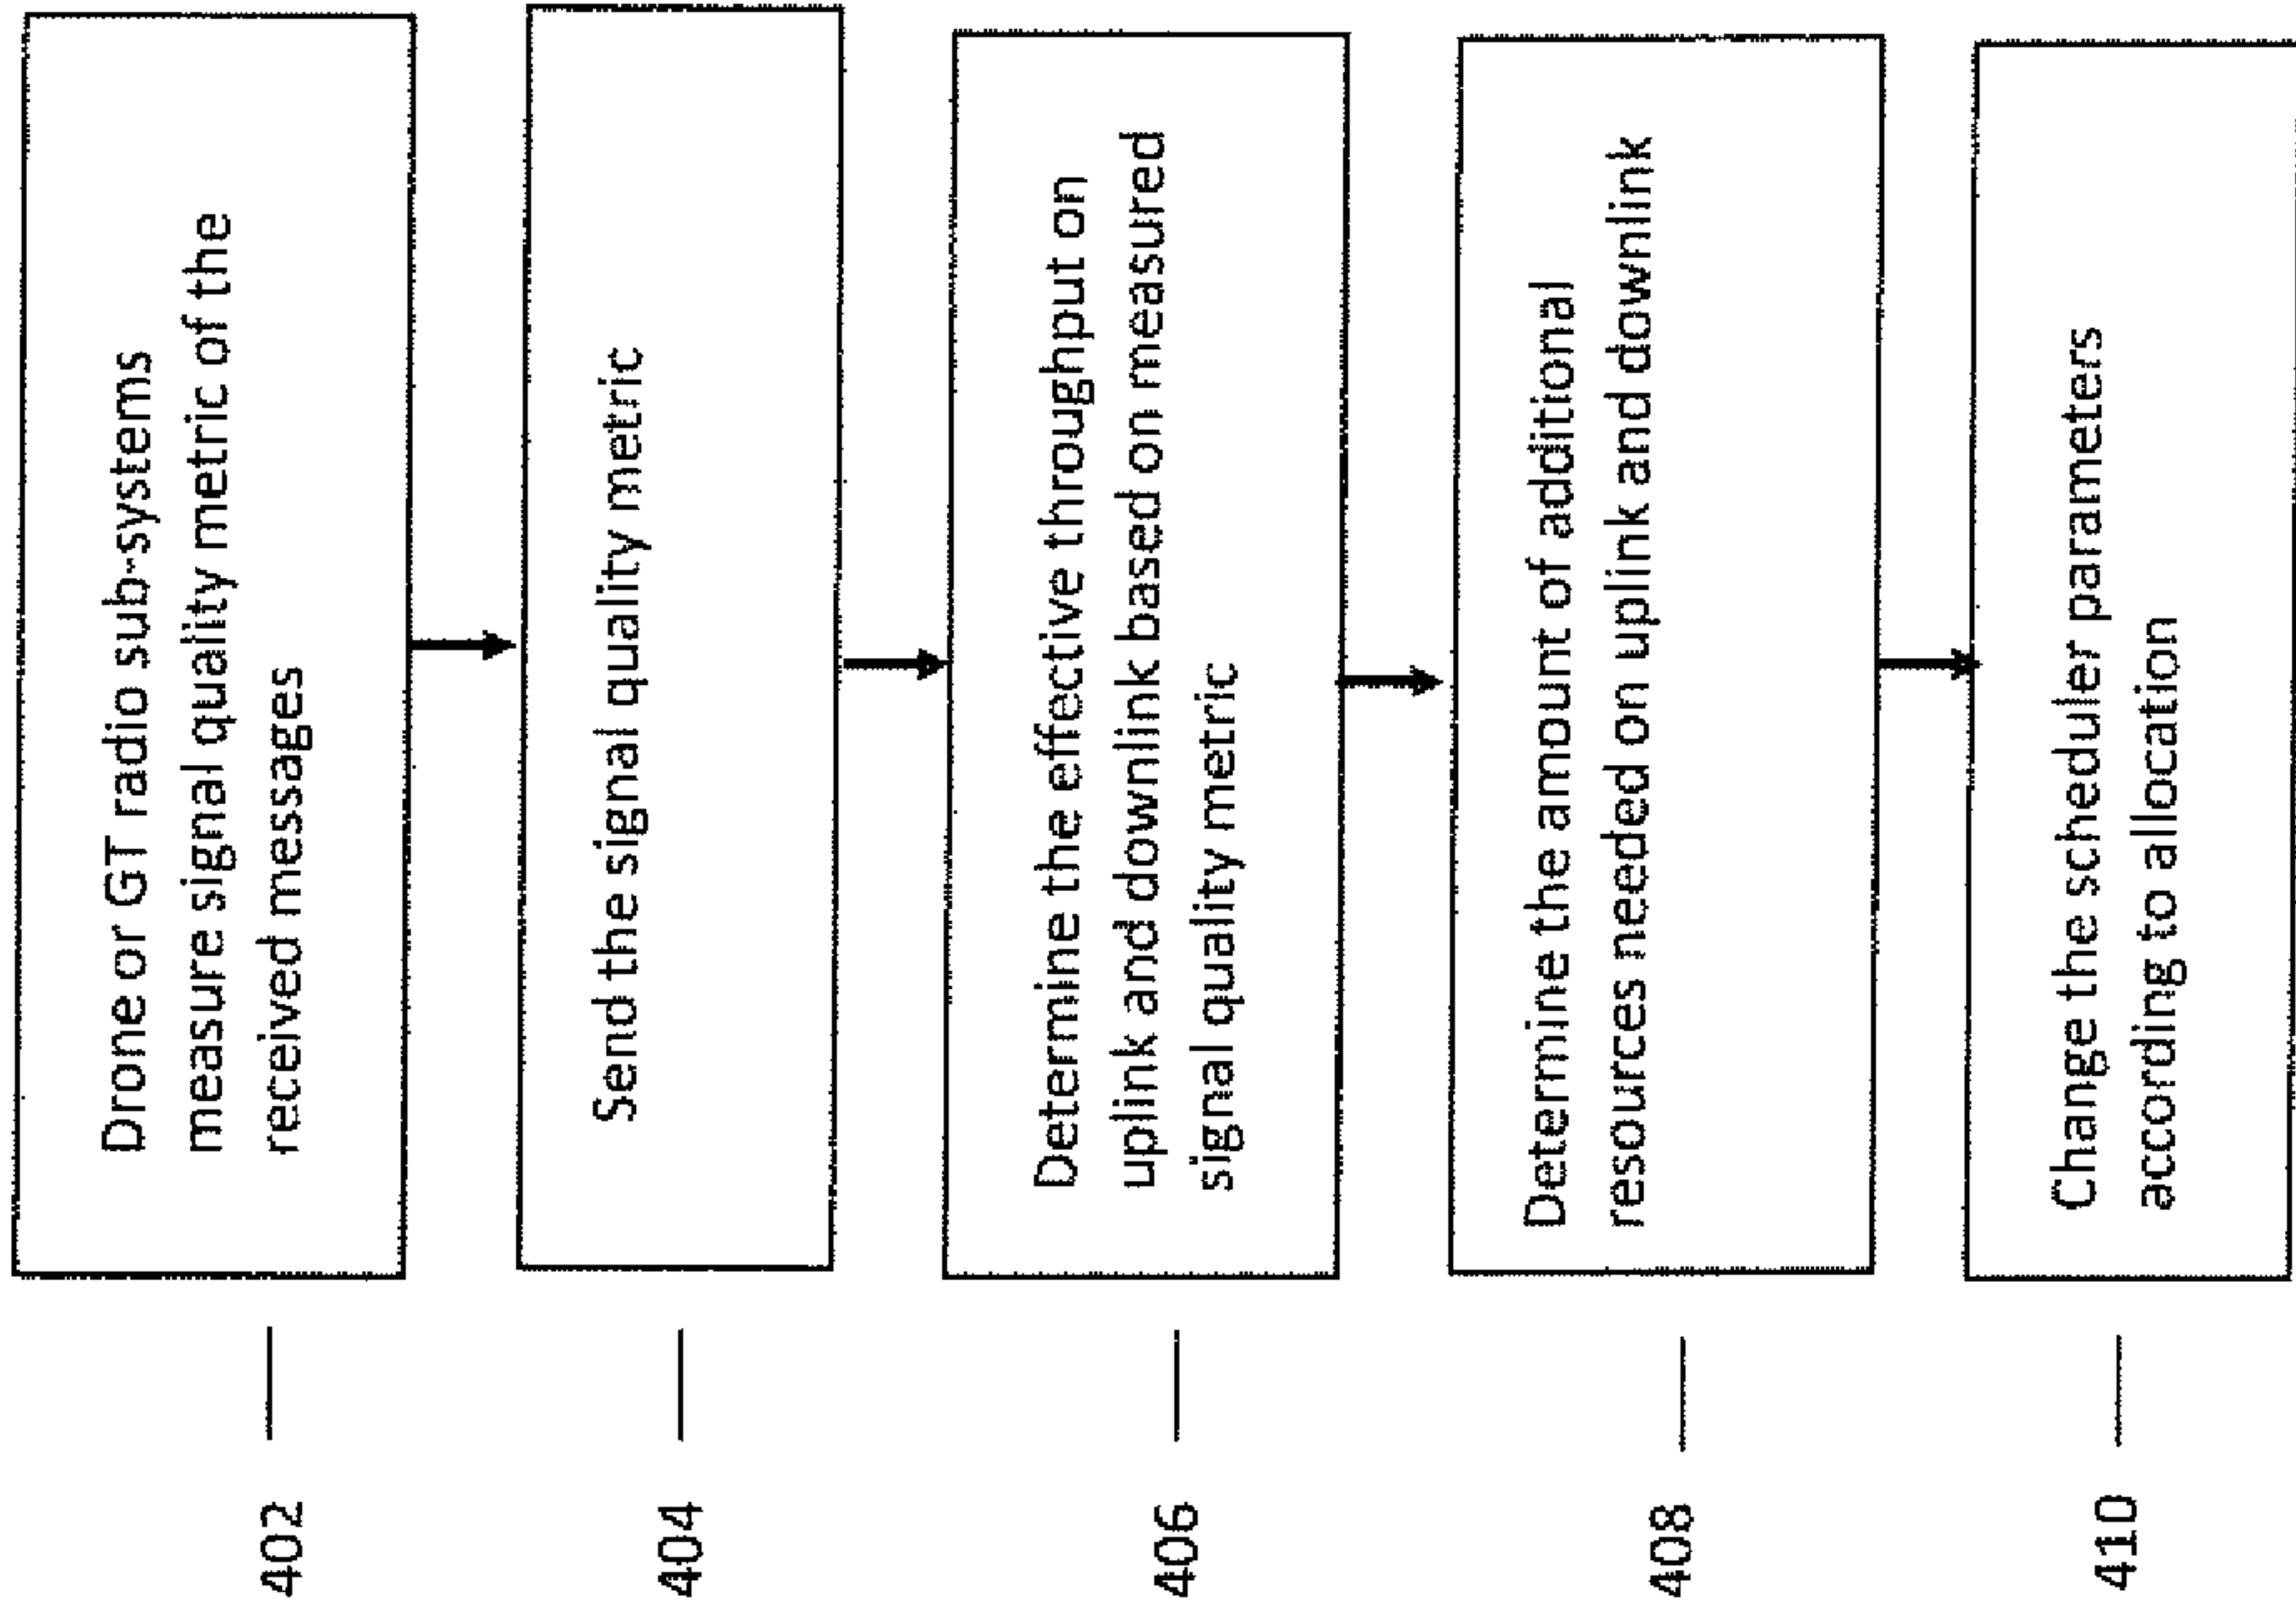 402
Drone or GT radio sub-systems
measure signal quality metric of the
received messages
404
Send the signal quality metric
406
Determine the effective throughput on
uplink and downlink based on measured
signal quality metric
408
Determine the amount of additional
resources needed on uplink and downlink
410
Change the scheduler parameters
according to allocation